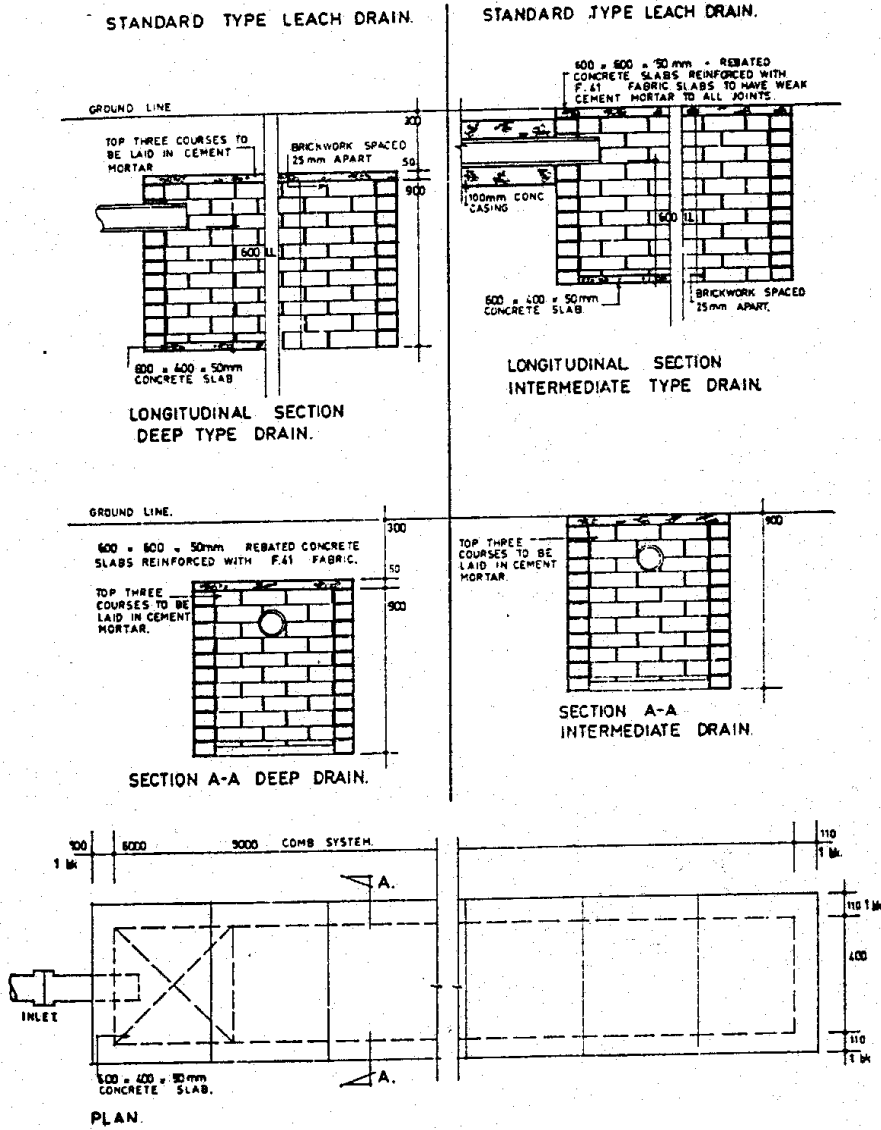 STANDARD TYPE LEACH DRAIN.
STANDARD TYPE LEACH DRAIN.
600 = 600 = 50mm - REBATED
CONCRETE SLABS REINFORCED WITH
F.41 FABRIC SLABS TO HAVE WEAK
CEMENT MORTAR TO ALL JOINTS.
GROUND LINE
300
TOP THREE COURSES TO
BE LAID IN CEMENT
MORTAR
BRICKWORK SPACED
25mm APART
50
900
600 LL
600 = 400 = 50mm
CONCRETE SLAB
LONGITUDINAL SECTION
DEEP TYPE DRAIN.
100mm CONC
CASING
600 LL
600 = 400 = 50mm
CONCRETE SLAB.
BRICKWORK SPACED
25mm APART.
LONGITUDINAL SECTION
INTERMEDIATE TYPE DRAIN.
GROUND LINE.
300
600 = 600 = 50mm REBATED CONCRETE
SLABS REINFORCED WITH F.41 FABRIC.
50
TOP THREE
COURSES TO BE
LAID IN CEMENT
MORTAR.
900
SECTION A-A DEEP DRAIN.
900
TOP THREE
COURSES TO BE
LAID IN CEMENT
MORTAR.
SECTION A-A
INTERMEDIATE DRAIN.
6000
9000 COMB SYSTEM.
110
1 bk
1 bk.
A.
110 1 bk
400
INLET
110
1 bk
600 = 400 = 50mm
CONCRETE SLAB.
A.
PLAN.